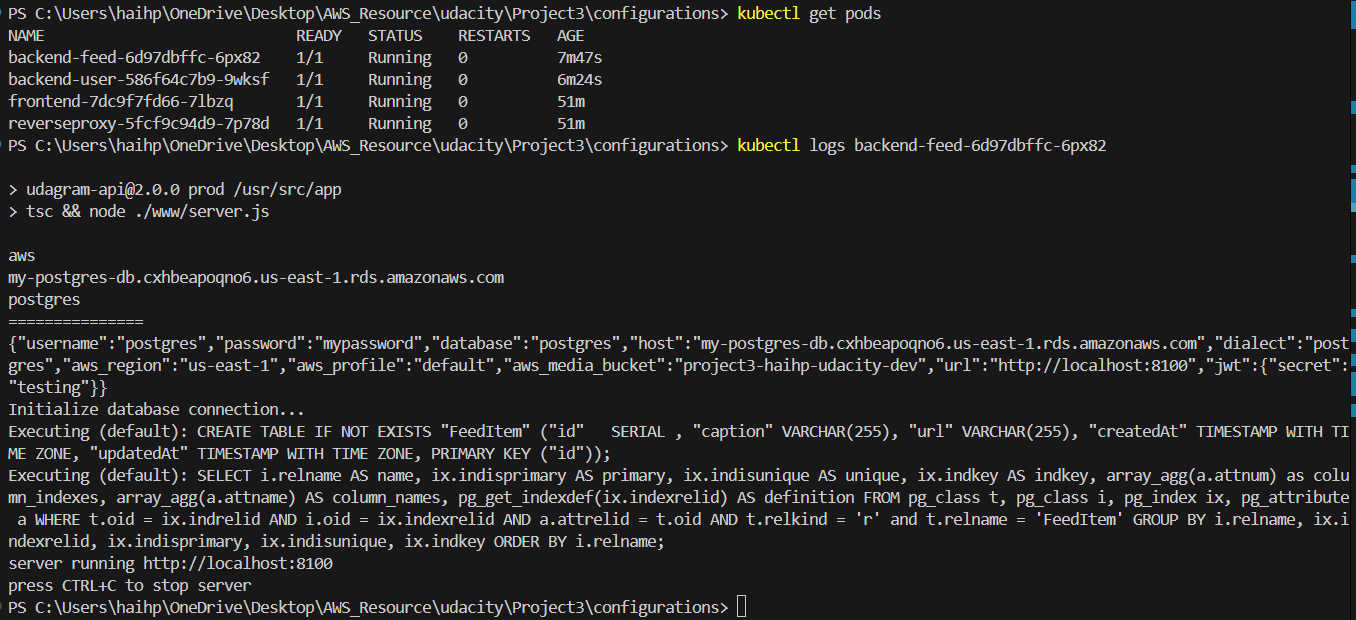 PS C:\Users\haihp\OneDrive\Desktop\AWS_Resource\udacity\Project3\configurations> kubectl get pods
NAME                            READY   STATUS    RESTARTS   AGE
backend-feed-6d97dbffc-6px82    1/1     Running   0          7m47s
backend-user-586f64c7b9-9wksf   1/1     Running   0          6m24s
frontend-7dc9f7fd66-7lbzq       1/1     Running   0          51m
reverseproxy-5fcf9c94d9-7p78d   1/1     Running   0          51m
PS C:\Users\haihp\OneDrive\Desktop\AWS_Resource\udacity\Project3\configurations> kubectl logs backend-feed-6d97dbffc-6px82
> udagram-api@2.0.0 prod /usr/src/app
> tsc && node ./www/server.js
aws
my-postgres-db.cxhbeapoqno6.us-east-1.rds.amazonaws.com
postgres
===============
{"username":"postgres","password":"mypassword","database":"postgres","host":"my-postgres-db.cxhbeapoqno6.us-east-1.rds.amazonaws.com","dialect":"post
gres","aws_region":"us-east-1","aws_profile":"default","aws_media_bucket":"project3-haihp-udacity-dev","url":"http://localhost:8100","jwt":{"secret":
"testing"}}
Initialize database connection...
Executing (default): CREATE TABLE IF NOT EXISTS "FeedItem" ("id"   SERIAL , "caption" VARCHAR(255), "url" VARCHAR(255), "createdAt" TIMESTAMP WITH TI
ME ZONE, "updatedAt" TIMESTAMP WITH TIME ZONE, PRIMARY KEY ("id"));
Executing (default): SELECT i.relname AS name, ix.indisprimary AS primary, ix.indisunique AS unique, ix.indkey AS indkey, array_agg(a.attnum) as colu
mn_indexes, array_agg(a.attname) AS column_names, pg_get_indexdef(ix.indexrelid) AS definition FROM pg_class t, pg_class i, pg_index ix, pg_attribute
 a WHERE t.oid = ix.indrelid AND i.oid = ix.indexrelid AND a.attrelid = t.oid AND t.relkind = 'r' and t.relname = 'FeedItem' GROUP BY i.relname, ix.i
ndexrelid, ix.indisprimary, ix.indisunique, ix.indkey ORDER BY i.relname;
server running http://localhost:8100
press CTRL+C to stop server
PS C:\Users\haihp\OneDrive\Desktop\AWS_Resource\udacity\Project3\configurations>